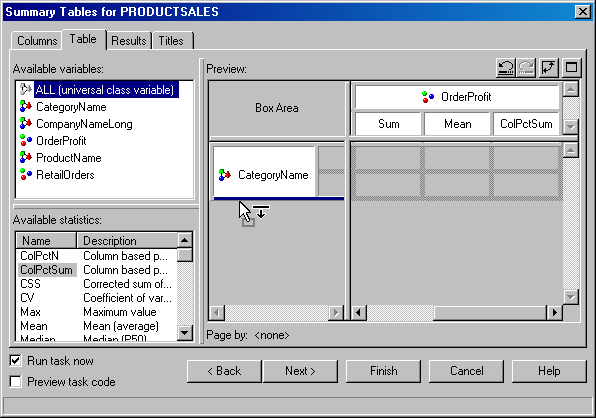 Summary Tables for PRODUCTSALES
Columns Table Results Titles
Available variables:
ALL (universal class variable)
CategoryName
CompanyNameLong
OrderProfit
ProductName
RetailOrders
Available statistics:
Name Description
ColPctN Column based p...
ColPctSum Column based p...
CSS Corrected sum of...
CV Coefficient of var...
Max Maximum value
Mean Mean (average)
Median Median (P50)
Preview:
Box Area
OrderProfit
Sum Mean ColPctSum
CategoryName
Page by: <none>
Run task now
Preview task code
< Back Next > Finish Cancel Help